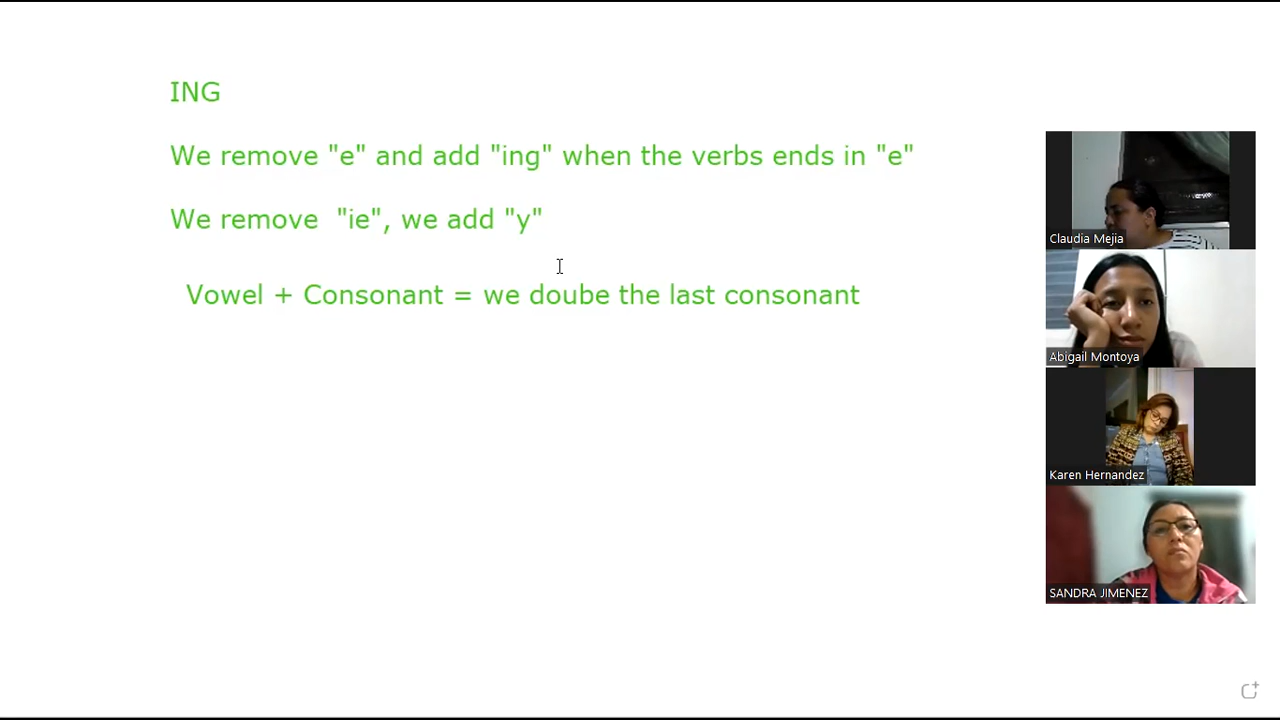 ING
We remove "e" and add "ing" when the verbs ends in "e"
We remove "ie", we add "y"
Vowel + Consonant = we doube the last consonant
Claudia Mejia
Abigail Montoya
Karen Hernandez
SANDRA JIMENEZ